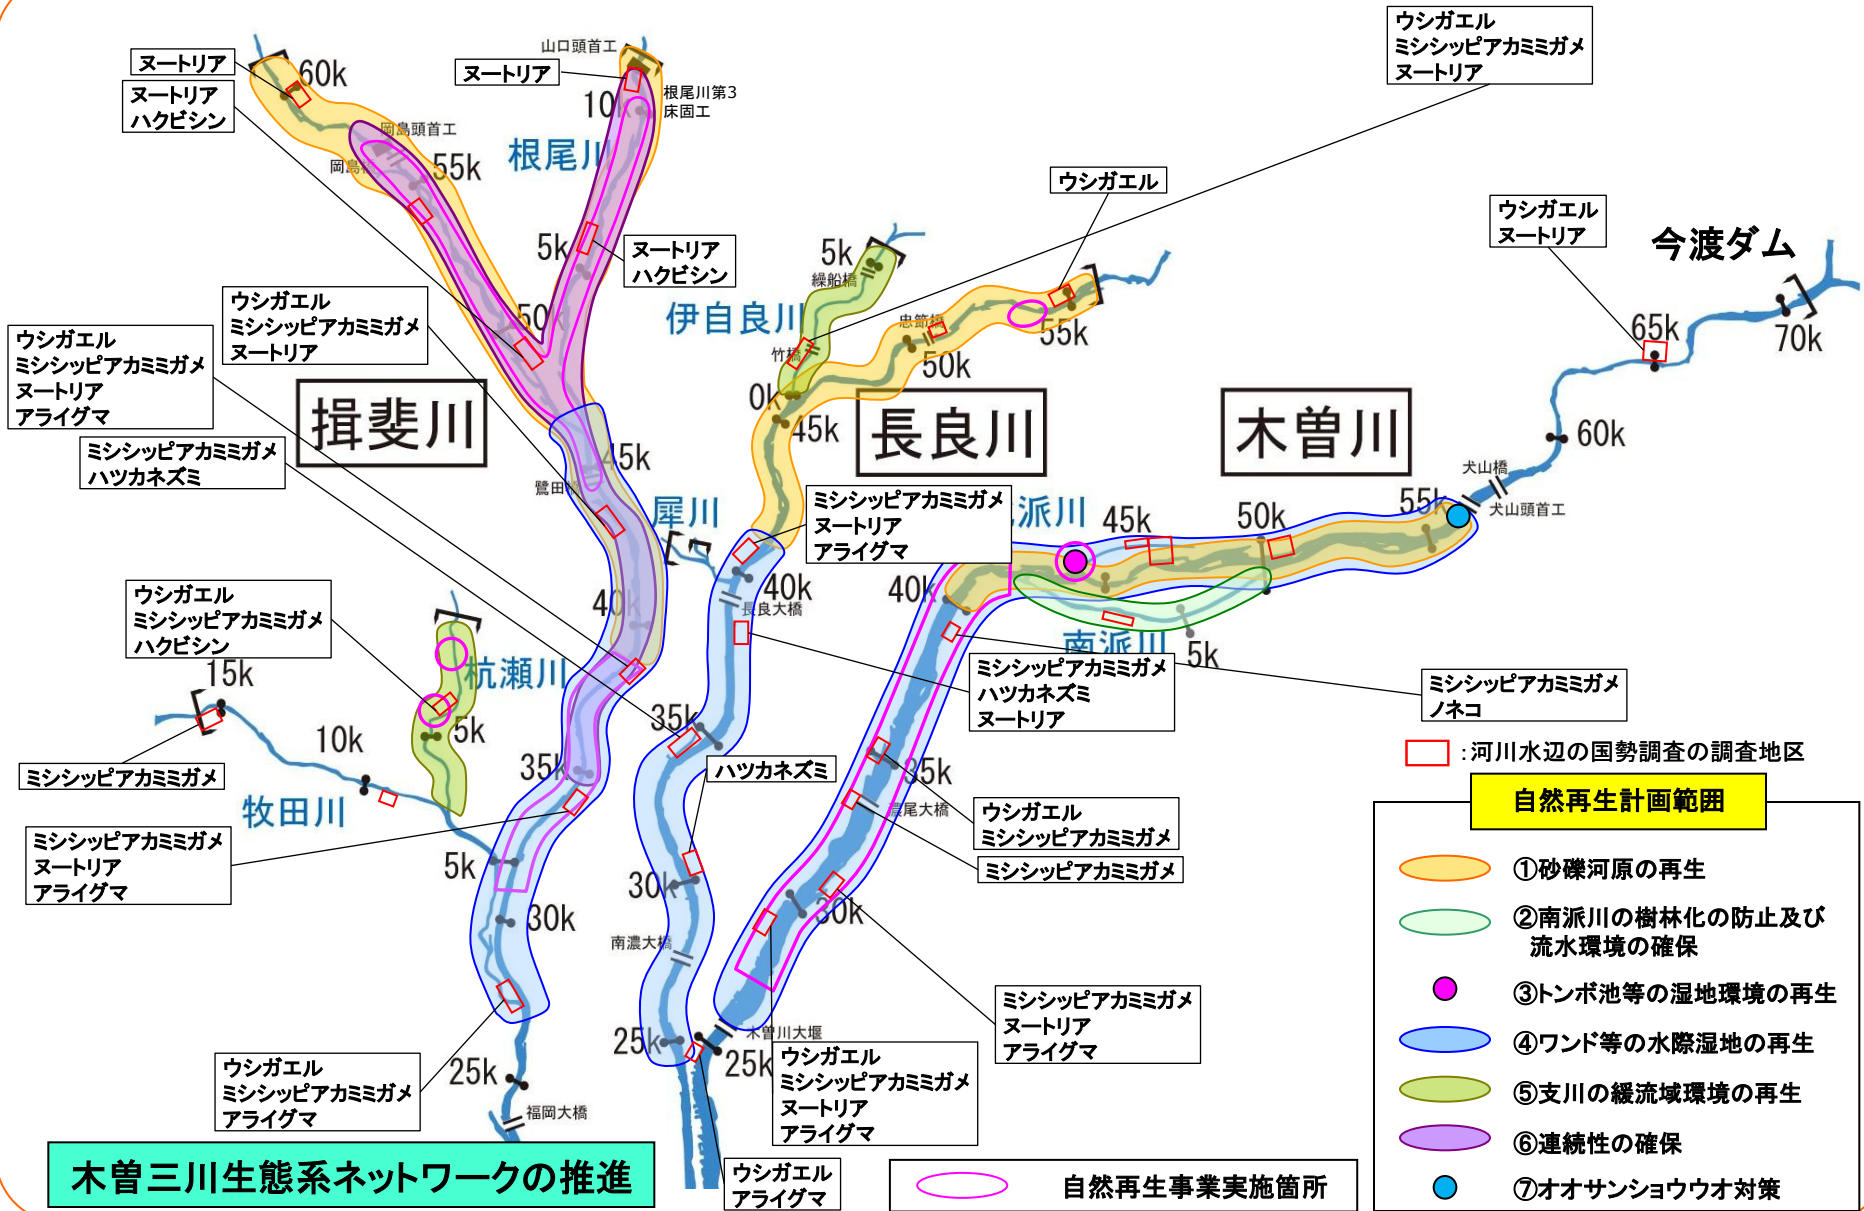 ウシガエル
ミシシッピアカミミガメ
ヌートリア
山口頭首工
ヌートリア
ヌートリア
60k
ヌートリア
ハクビシン
10k
根尾川第3
床固工
岡島頭首工
根尾川
55k
ウシガエル
ウシガエル
ヌートリア
今渡ダム
5k
ヌートリア
ハクビシン
5k
繰船橋
伊自良川
ウシガエル
ミシシッピアカミミガメ
ヌートリア
50k
忠節橋
55k
65k
70k
ウシガエル
ミシシッピアカミミガメ
ヌートリア
アライグマ
竹橋
50k
0k
揖斐川
長良川
木曽川
45k
60k
ミシシッピアカミミガメ
ハツカネズミ
45k
犬山橋
鷺田
犀川
ミシシッピアカミミガメ
ヌートリア
アライグマ
派川
45k
50k
55k
犬山頭首工
40k
40k
40k
長良大橋
ウシガエル
ミシシッピアカミミガメ
ハクビシン
南派川
5k
杭瀬川
15k
ミシシッピアカミミガメ
ハツカネズミ
ヌートリア
ミシシッピアカミミガメ
ノネコ
5k
35k
10k
:河川水辺の国勢調査の調査地区
ミシシッピアカミミガメ
35k
ハツカネズミ
35k
自然再生計画範囲
牧田川
濃尾大橋
ウシガエル
ミシシッピアカミミガメ
ミシシッピアカミミガメ
ヌートリア
アライグマ
5k
ミシシッピアカミミガメ
①砂礫河原の再生
30k
30k
30k
②南派川の樹林化の防止及び
流水環境の確保
南濃大橋
③トンボ池等の湿地環境の再生
ミシシッピアカミミガメ
ヌートリア
アライグマ
25k
木曽川大堰
25k
④ワンド等の水際湿地の再生
ウシガエル
ミシシッピアカミミガメ
アライグマ
25k
ウシガエル
ミシシッピアカミミガメ
ヌートリア
アライグマ
⑤支川の緩流域環境の再生
福岡大橋
⑥連続性の確保
木曽三川生態系ネットワークの推進
ウシガエル
アライグマ
自然再生事業実施箇所
⑦オオサンショウウオ対策